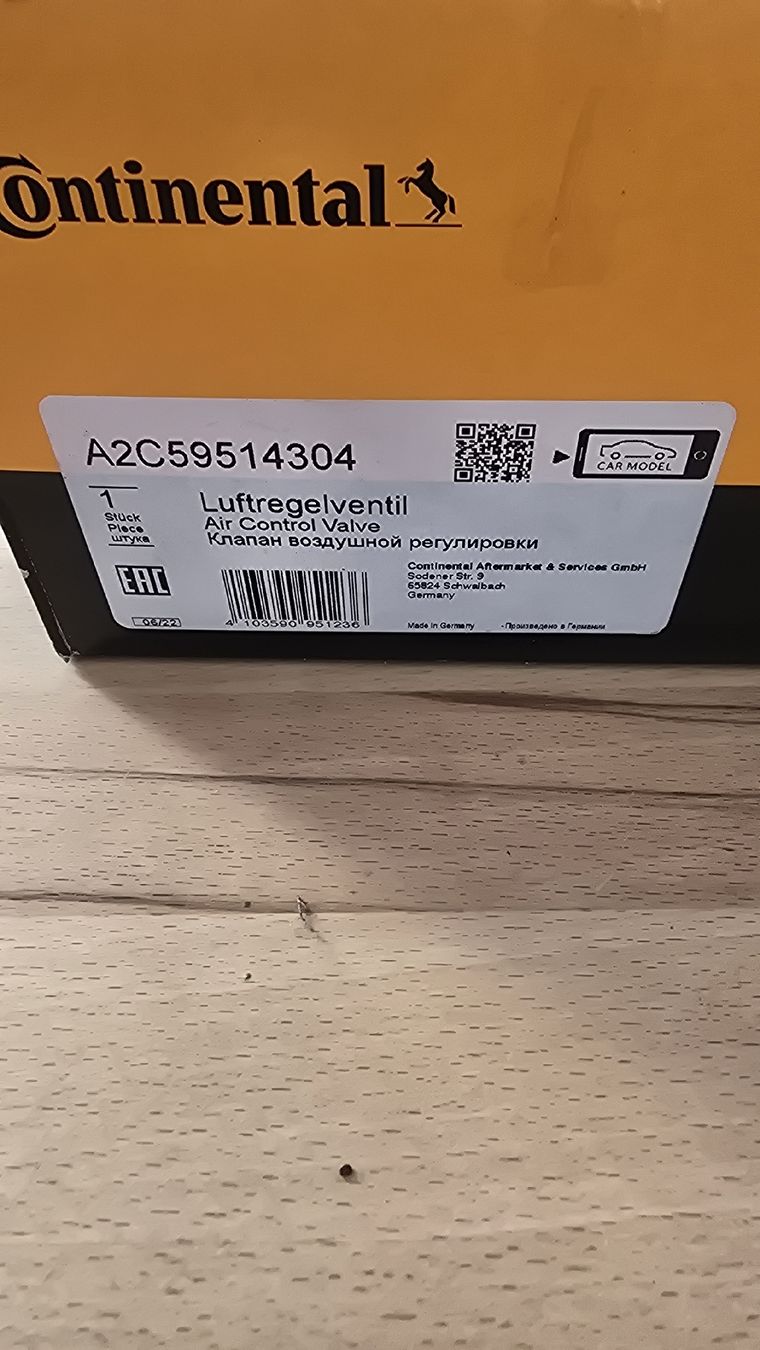 Continental
A2C59514304
CAR MODEL
1
Stück
Piece
штука
Luftregelventil
Air Control Valve
Клапан воздушной регулировки
EAC
Continental Aftermarket & Services GmbH
Sodener Str. 9
65824 Schwalbach
Germany
06/22
4 103590 951236
Made in Germany - Произведено в Германии